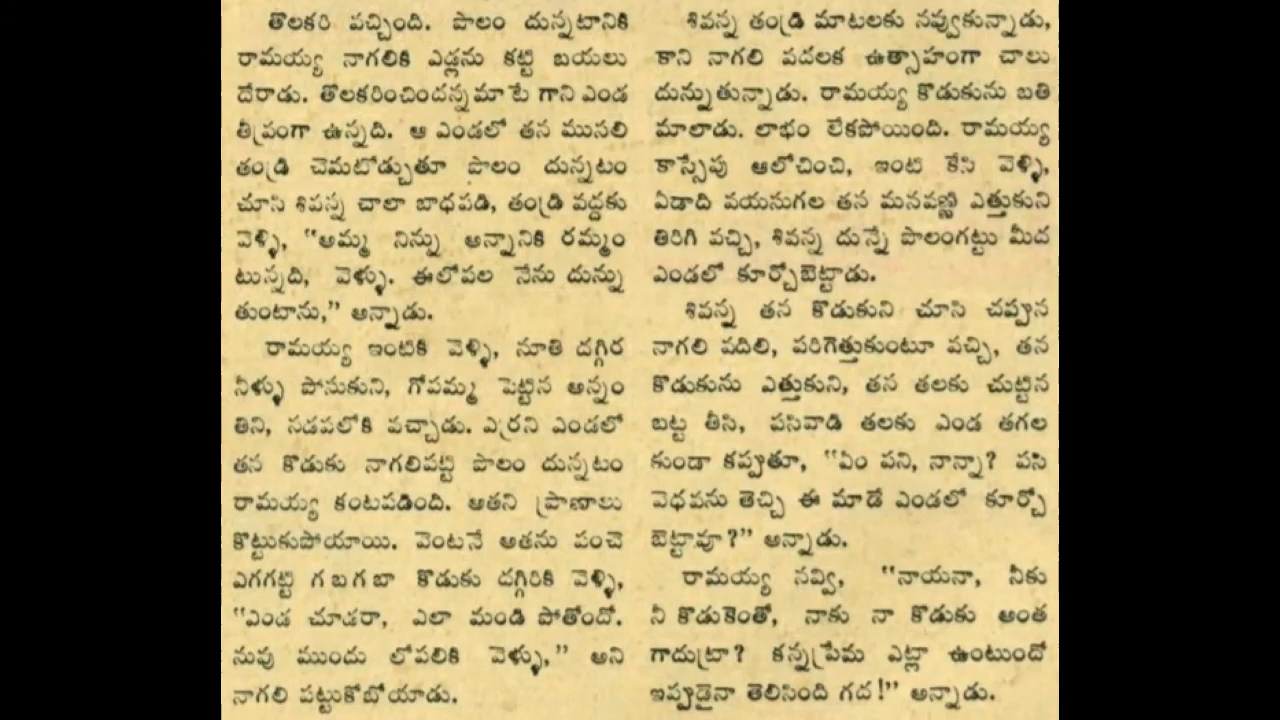 తొలకరి వచ్చింది. పొలం దున్నటానికి
రామయ్య నాగలికి ఎడ్లను కట్టి బయలు
దేరాడు. తొలకరించిందన్నమాటే గాని ఎండ
తీవ్రంగా ఉన్నది. ఆ ఎండలో తన ముసలి
తండ్రి చెమటోడ్చుతూ పొలం దున్నటం
చూసి శివన్న చాలా బాధపడి, తండ్రి వద్దకు
వెళ్ళి, “అమ్మ నిన్ను అన్నానికి రమ్మం
టున్నది, వెళ్ళు. ఈలోపల నేను దున్ను
తుంటాను,” అన్నాడు.
రామయ్య ఇంటికి వెళ్ళి, నూతి దగ్గిర
నీళ్ళు పోసుకుని, గోపమ్మ పెట్టిన అన్నం
తిని, నడవలోకి వచ్చాడు. ఎర్రని ఎండలో
తన కొడుకు నాగలిపట్టి పొలం దున్నటం
రామయ్య కంటపడింది. అతని ప్రాణాలు
కొట్టుకుపోయాయి. వెంటనే అతను పంచె
ఎగగట్టి గబగబా కొడుకు దగ్గిరికి వెళ్ళి,
“ఎండ చూడరా, ఎలా మండి పోతోందో.
నువు ముందు లోపలికి వెళ్ళు,” అని
నాగలి పట్టుకోబోయాడు.
శివన్న తండ్రి మాటలకు నవ్వుకున్నాడు,
కాని నాగలి వదలక ఉత్సాహంగా చాలు
దున్నుతున్నాడు. రామయ్య కొడుకును బతి
మాలాడు. లాభం లేకపోయింది. రామయ్య
కాస్సేపు ఆలోచించి, ఇంటి కేసి వెళ్ళి,
ఏడాది వయసుగల తన మనవణ్ణి ఎత్తుకుని
తిరిగి వచ్చి, శివన్న దున్నే పొలంగట్టు మీద
ఎండలో కూర్చోబెట్టాడు.
శివన్న తన కొడుకుని చూసి చప్పున
నాగలి వదిలి, పరిగెత్తుకుంటూ వచ్చి, తన
కొడుకును ఎత్తుకుని, తన తలకు చుట్టిన
బట్ట తీసి, పసివాడి తలకు ఎండ తగల
కుండా కప్పుతూ, “ఏం పని, నాన్నా? పసి
వెధవను తెచ్చి ఈ మాడే ఎండలో కూర్చో
బెట్టావూ?” అన్నాడు.
రామయ్య నవ్వి, “నాయనా, నీకు
నీ కొడుకెంతో, నాకు నా కొడుకు అంత
గాదుట్రా? కన్నప్రేమ ఎట్లా ఉంటుందో
ఇప్పుడైనా తెలిసింది గద!” అన్నాడు.